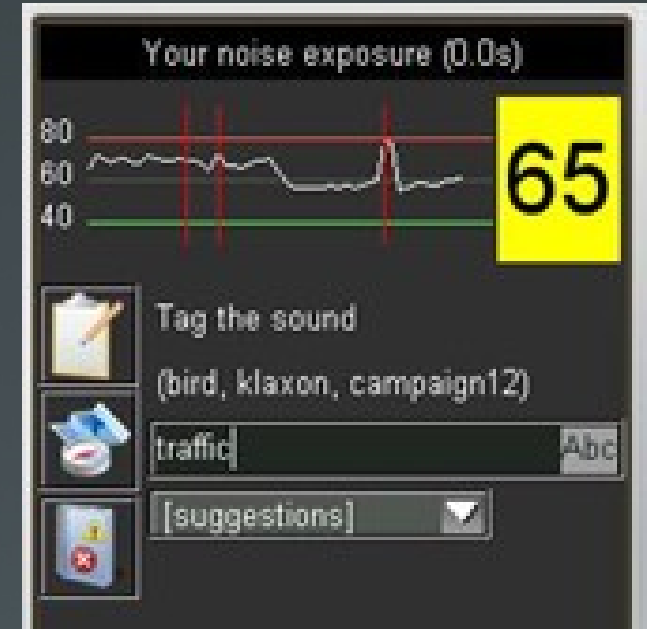 Your noise exposure (0.0s)
80
60
40
65
Tag the sound
(bird, klaxon, campaign12)
traffic
Abc
[suggestions]